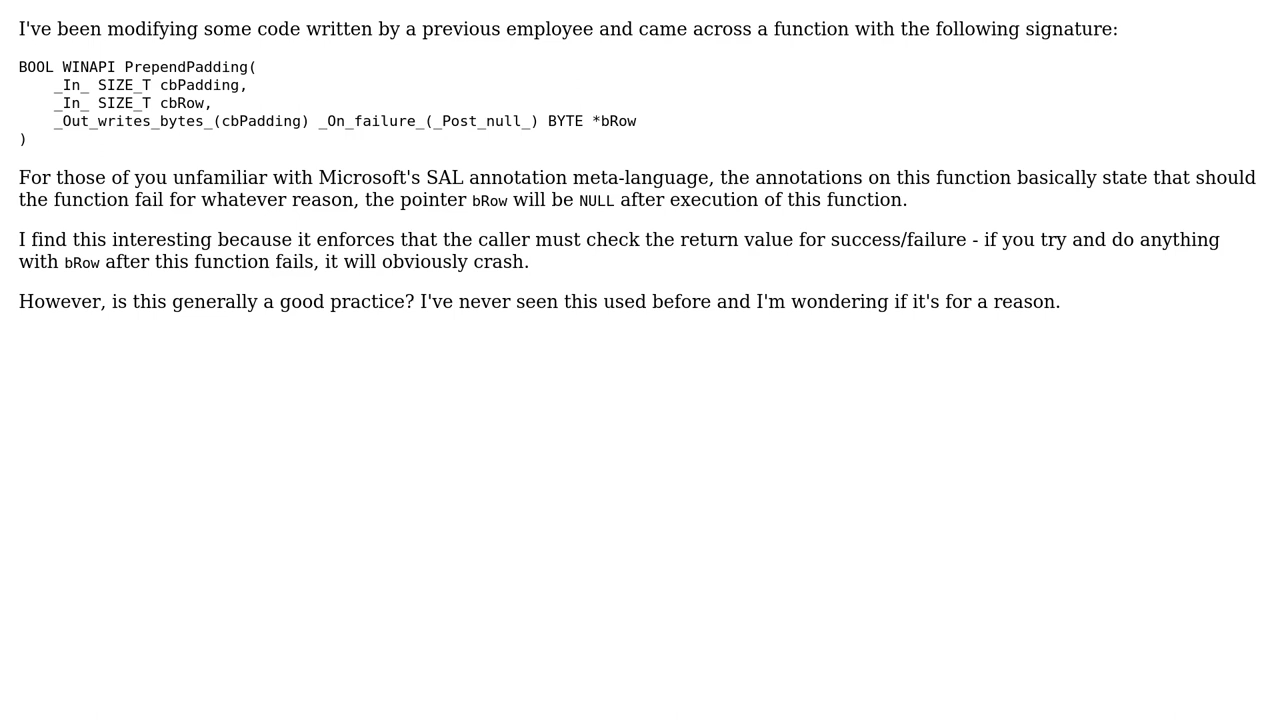 I've been modifying some code written by a previous employee and came across a function with the following signature:
BOOL WINAPI PrependPadding(
    _In_ SIZE_T cbPadding,
    _In_ SIZE_T cbRow,
    _Out_writes_bytes_(cbPadding) _On_failure_(_Post_null_) BYTE *bRow
)
For those of you unfamiliar with Microsoft's SAL annotation meta-language, the annotations on this function basically state that should
the function fail for whatever reason, the pointer bRow will be NULL after execution of this function.
I find this interesting because it enforces that the caller must check the return value for success/failure - if you try and do anything
with bRow after this function fails, it will obviously crash.
However, is this generally a good practice? I've never seen this used before and I'm wondering if it's for a reason.